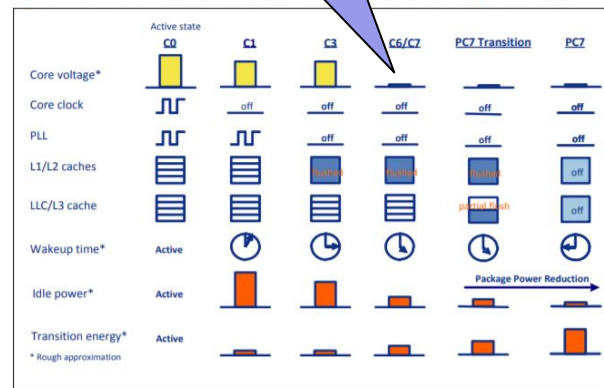 Active state
C0 C1 C3 C6/C7 PC7 Transition PC7
Core voltage*
Core clock off off off off off
PLL off off off off
L1/L2 caches flushed flushed flushed off
LLC/L3 cache partial flush off
Wakeup time* Active
Idle power* Active Package Power Reduction
Transition energy* Active
* Rough approximation